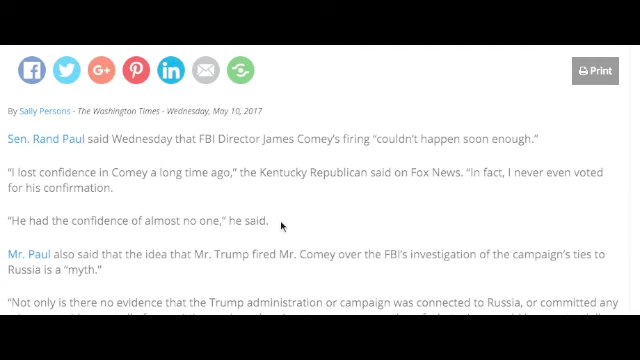 Print
By Sally Persons - The Washington Times - Wednesday, May 10, 2017
Sen. Rand Paul said Wednesday that FBI Director James Comey's firing “couldn't happen soon enough.”
“I lost confidence in Comey a long time ago,” the Kentucky Republican said on Fox News. “In fact, I never even voted
for his confirmation.
“He had the confidence of almost no one,” he said.
Mr. Paul also said that the idea that Mr. Trump fired Mr. Comey over the FBI's investigation of the campaign's ties to
Russia is a “myth.”
“Not only is there no evidence that the Trump administration or campaign was connected to Russia, or committed any